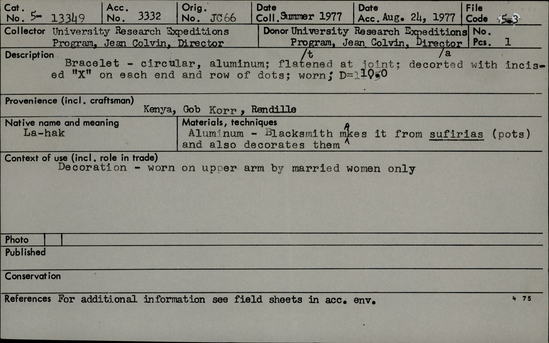 Cat. No. 5- 13349 Acc. No. 3332 Orig. No. JC66 Date Coll. Summer 1977 Date Acc. Aug. 24, 1977 File Code 5.3
Collector University Research Expeditions Program, Jean Colvin, Director Donor University Research Expeditions Program, Jean Colvin, Director No. Pcs. 1
Description /t /a
Bracelet - circular, aluminum; flatened at joint; decorted with incis-
ed "X" on each end and row of dots; worn; D=110.0
Provenience (incl. craftsman)
Kenya, Gob Korr, Rendille
Native name and meaning
La-hak
Materials, techniques
Aluminum - Blacksmith mkes it from sufirias (pots)
and also decorates them
Context of use (incl. role in trade)
Decoration - worn on upper arm by married women only
Photo
Published
Conservation
References For additional information see field sheets in acc. env.
4 75